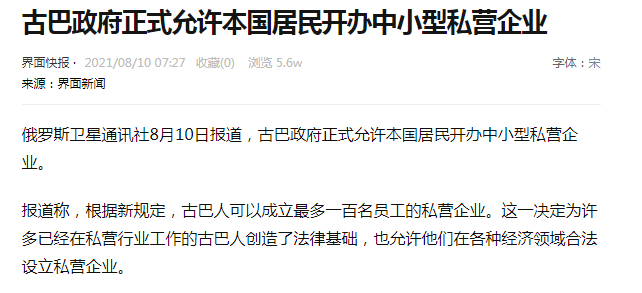 古巴政府正式允许本国居民开办中小型私营企业
界面快报· 2021/08/10 07:27 收藏(0) 浏览 5.6w 字体：宋
来源：界面新闻
俄罗斯卫星通讯社8月10日报道，古巴政府正式允许本国居民开办中小型私营企
业。
报道称，根据新规定，古巴人可以成立最多一百名员工的私营企业。这一决定为许
多已经在私营行业工作的古巴人创造了法律基础，也允许他们在各种经济领域合法
设立私营企业。